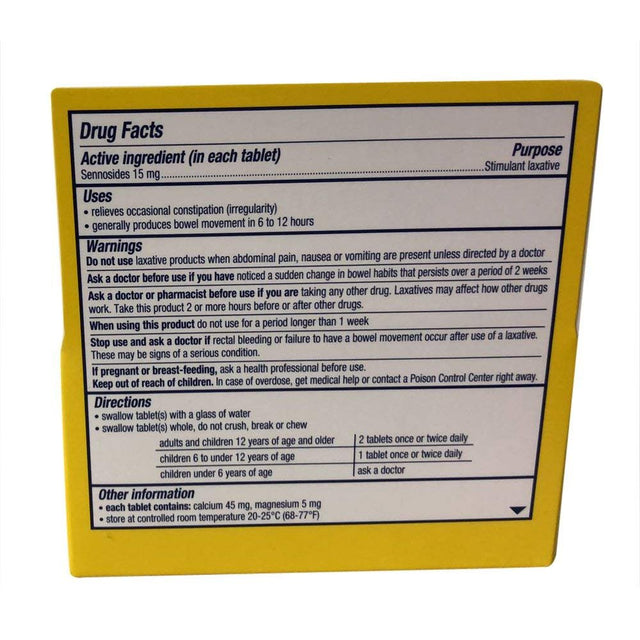 Drug Facts
Active ingredient (in each tablet) Purpose
Sennosides 15 mg......Stimulant laxative
Uses
• relieves occasional constipation (irregularity)
• generally produces bowel movement in 6 to 12 hours
Warnings
Do not use laxative products when abdominal pain, nausea or vomiting are present unless directed by a doctor
Ask a doctor before use if you have noticed a sudden change in bowel habits that persists over a period of 2 weeks
Ask a doctor or pharmacist before use if you are taking any other drug. Laxatives may affect how other drugs
work. Take this product 2 or more hours before or after other drugs.
When using this product do not use for a period longer than 1 week
Stop use and ask a doctor if rectal bleeding or failure to have a bowel movement occur after use of a laxative.
These may be signs of a serious condition.
If pregnant or breast-feeding, ask a health professional before use.
Keep out of reach of children. In case of overdose, get medical help or contact a Poison Control Center right away.
Directions
• swallow tablet(s) with a glass of water
• swallow tablet(s) whole, do not crush, break or chew
adults and children 12 years of age and older 2 tablets once or twice daily
children 6 to under 12 years of age 1 tablet once or twice daily
children under 6 years of age ask a doctor
Other information
• each tablet contains: calcium 45 mg, magnesium 5 mg
• store at controlled room temperature 20-25°C (68-77°F)